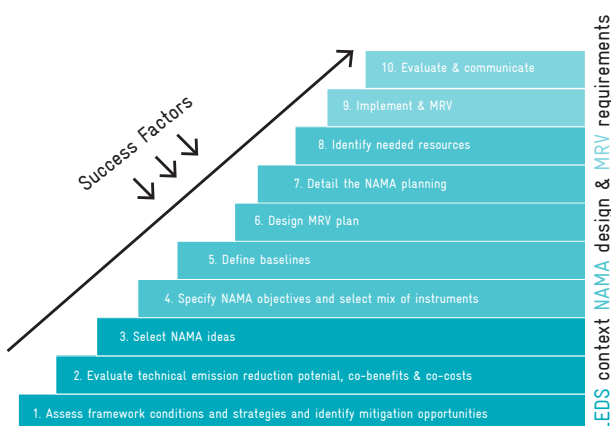 10. Evaluate & communicate
9. Implement & MRV
8. Identify needed resources
7. Detail the NAMA planning
6. Design MRV plan
5. Define baselines
4. Specify NAMA objectives and select mix of instruments
3. Select NAMA ideas
2. Evaluate technical emission reduction potenial, co-benefits & co-costs
1. Assess framework conditions and strategies and identify mitigation opportunities
Success Factors
LEDS context NAMA design & MRV requirements